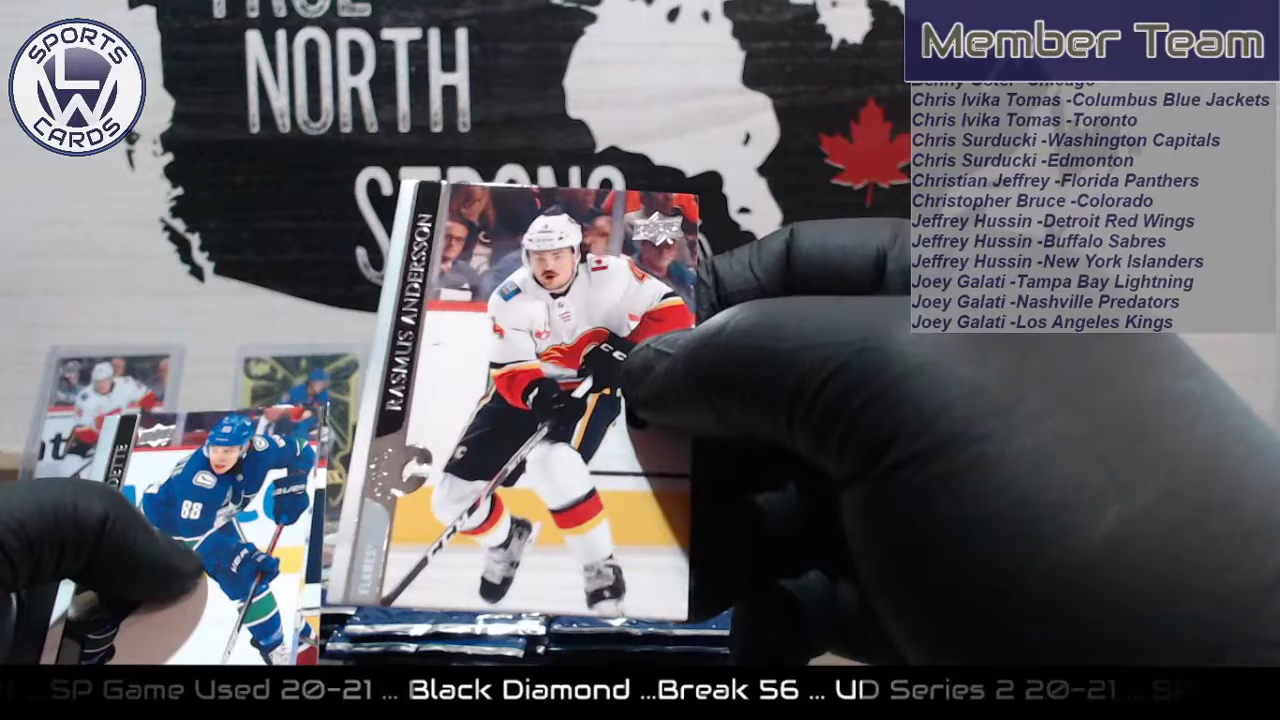 SPORTS
LW
CARDS
TRUE
NORTH
STRONG
Member Team
Chris Ivika Tomas -Columbus Blue Jackets
Chris Ivika Tomas -Toronto
Chris Surducki -Washington Capitals
Chris Surducki -Edmonton
Christian Jeffrey -Florida Panthers
Christopher Bruce -Colorado
Jeffrey Hussin -Detroit Red Wings
Jeffrey Hussin -Buffalo Sabres
Jeffrey Hussin -New York Islanders
Joey Galati -Tampa Bay Lightning
Joey Galati -Nashville Predators
Joey Galati -Los Angeles Kings
RASMUS ANDERSSON
FLAMES
88
... SP Game Used 20-21 ... Black Diamond ...Break 56 ... UD Series 2 20-21 ... SP